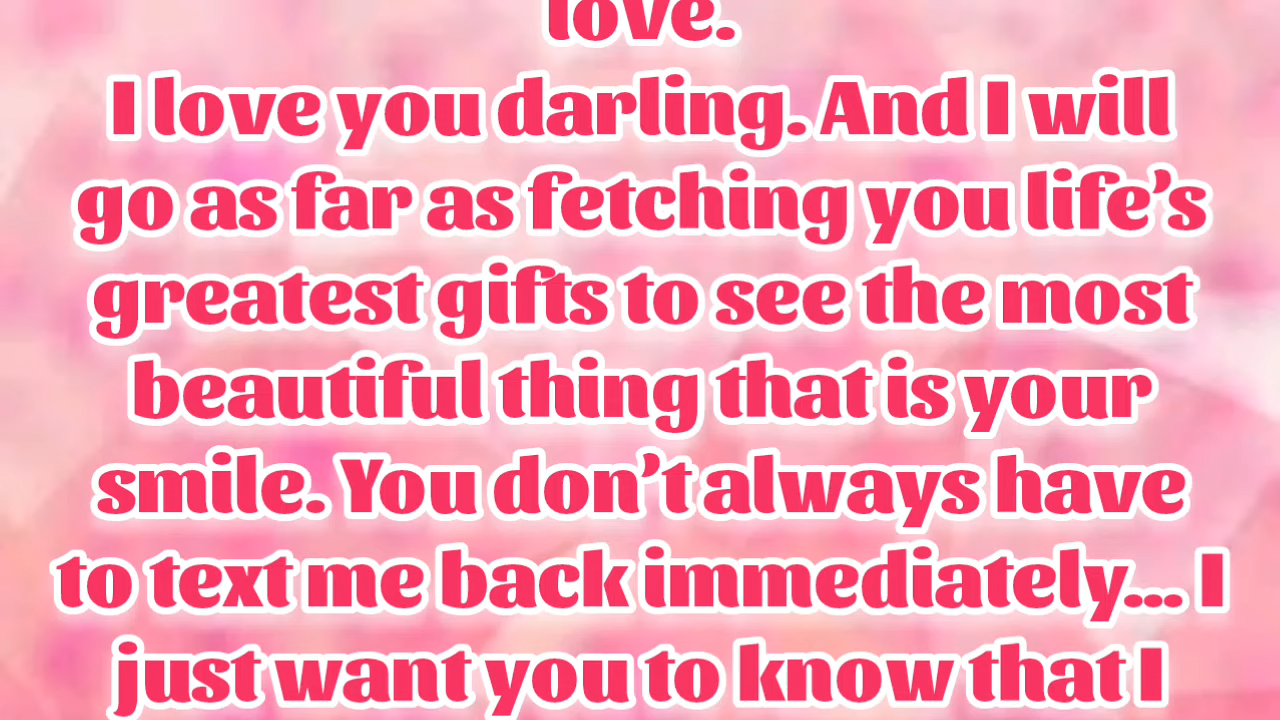 love.
I love you darling. And I will
go as far as fetching you life’s
greatest gifts to see the most
beautiful thing that is your
smile. You don’t always have
to text me back immediately... I
just want you to know that I